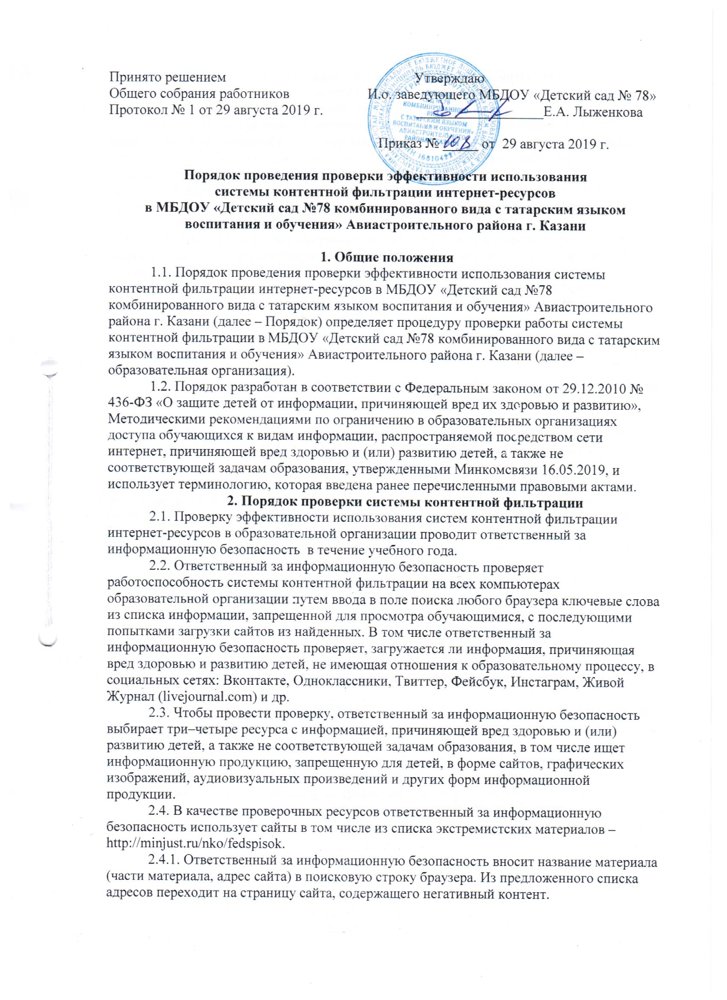 Принято решением
Общего собрания работников
Протокол № 1 от 29 августа 2019 г.
Утверждаю
И.о. заведующего МБДОУ «Детский сад № 78»
Е.А. Лыженкова
Приказ № 108 от 29 августа 2019 г.
КОМБИНИРОВАННОГО
ВИДА
С ТАТАРСКИМ ЯЗЫКОМ
ВОСПИТАНИЯ И ОБУЧЕНИЯ»
АВИАСТРОИТЕЛЬНОГО
Порядок проведения проверки эффективности использования
системы контентной фильтрации интернет-ресурсов
в МБДОУ «Детский сад №78 комбинированного вида с татарским языком
воспитания и обучения» Авиастроительного района г. Казани
1. Общие положения
1.1. Порядок проведения проверки эффективности использования системы
контентной фильтрации интернет-ресурсов в МБДОУ «Детский сад №78
комбинированного вида с татарским языком воспитания и обучения» Авиастроительного
района г. Казани (далее – Порядок) определяет процедуру проверки работы системы
контентной фильтрации в МБДОУ «Детский сад №78 комбинированного вида с татарским
языком воспитания и обучения» Авиастроительного района г. Казани (далее –
образовательная организация).
1.2. Порядок разработан в соответствии с Федеральным законом от 29.12.2010 №
436-ФЗ «О защите детей от информации, причиняющей вред их здоровью и развитию»,
Методическими рекомендациями по ограничению в образовательных организациях
доступа обучающихся к видам информации, распространяемой посредством сети
интернет, причиняющей вред здоровью и (или) развитию детей, а также не
соответствующей задачам образования, утвержденными Минкомсвязи 16.05.2019, и
использует терминологию, которая введена ранее перечисленными правовыми актами.
2. Порядок проверки системы контентной фильтрации
2.1. Проверку эффективности использования систем контентной фильтрации
интернет-ресурсов в образовательной организации проводит ответственный за
информационную безопасность в течение учебного года.
2.2. Ответственный за информационную безопасность проверяет
работоспособность системы контентной фильтрации на всех компьютерах
образовательной организации путем ввода в поле поиска любого браузера ключевые слова
из списка информации, запрещенной для просмотра обучающимися, с последующими
попытками загрузки сайтов из найденных. В том числе ответственный за
информационную безопасность проверяет, загружается ли информация, причиняющая
вред здоровью и развитию детей, не имеющая отношения к образовательному процессу, в
социальных сетях: Вконтакте, Одноклассники, Твиттер, Фейсбук, Инстаграм, Живой
Журнал (livejournal.com) и др.
2.3. Чтобы провести проверку, ответственный за информационную безопасность
выбирает три–четыре ресурса с информацией, причиняющей вред здоровью и (или)
развитию детей, а также не соответствующей задачам образования, в том числе ищет
информационную продукцию, запрещенную для детей, в форме сайтов, графических
изображений, аудиовизуальных произведений и других форм информационной
продукции.
2.4. В качестве проверочных ресурсов ответственный за информационную
безопасность использует сайты в том числе из списка экстремистских материалов –
http://minjust.ru/nko/fedspisok.
2.4.1. Ответственный за информационную безопасность вносит название материала
(части материала, адрес сайта) в поисковую строку браузера. Из предложенного списка
адресов переходит на страницу сайта, содержащего негативный контент.